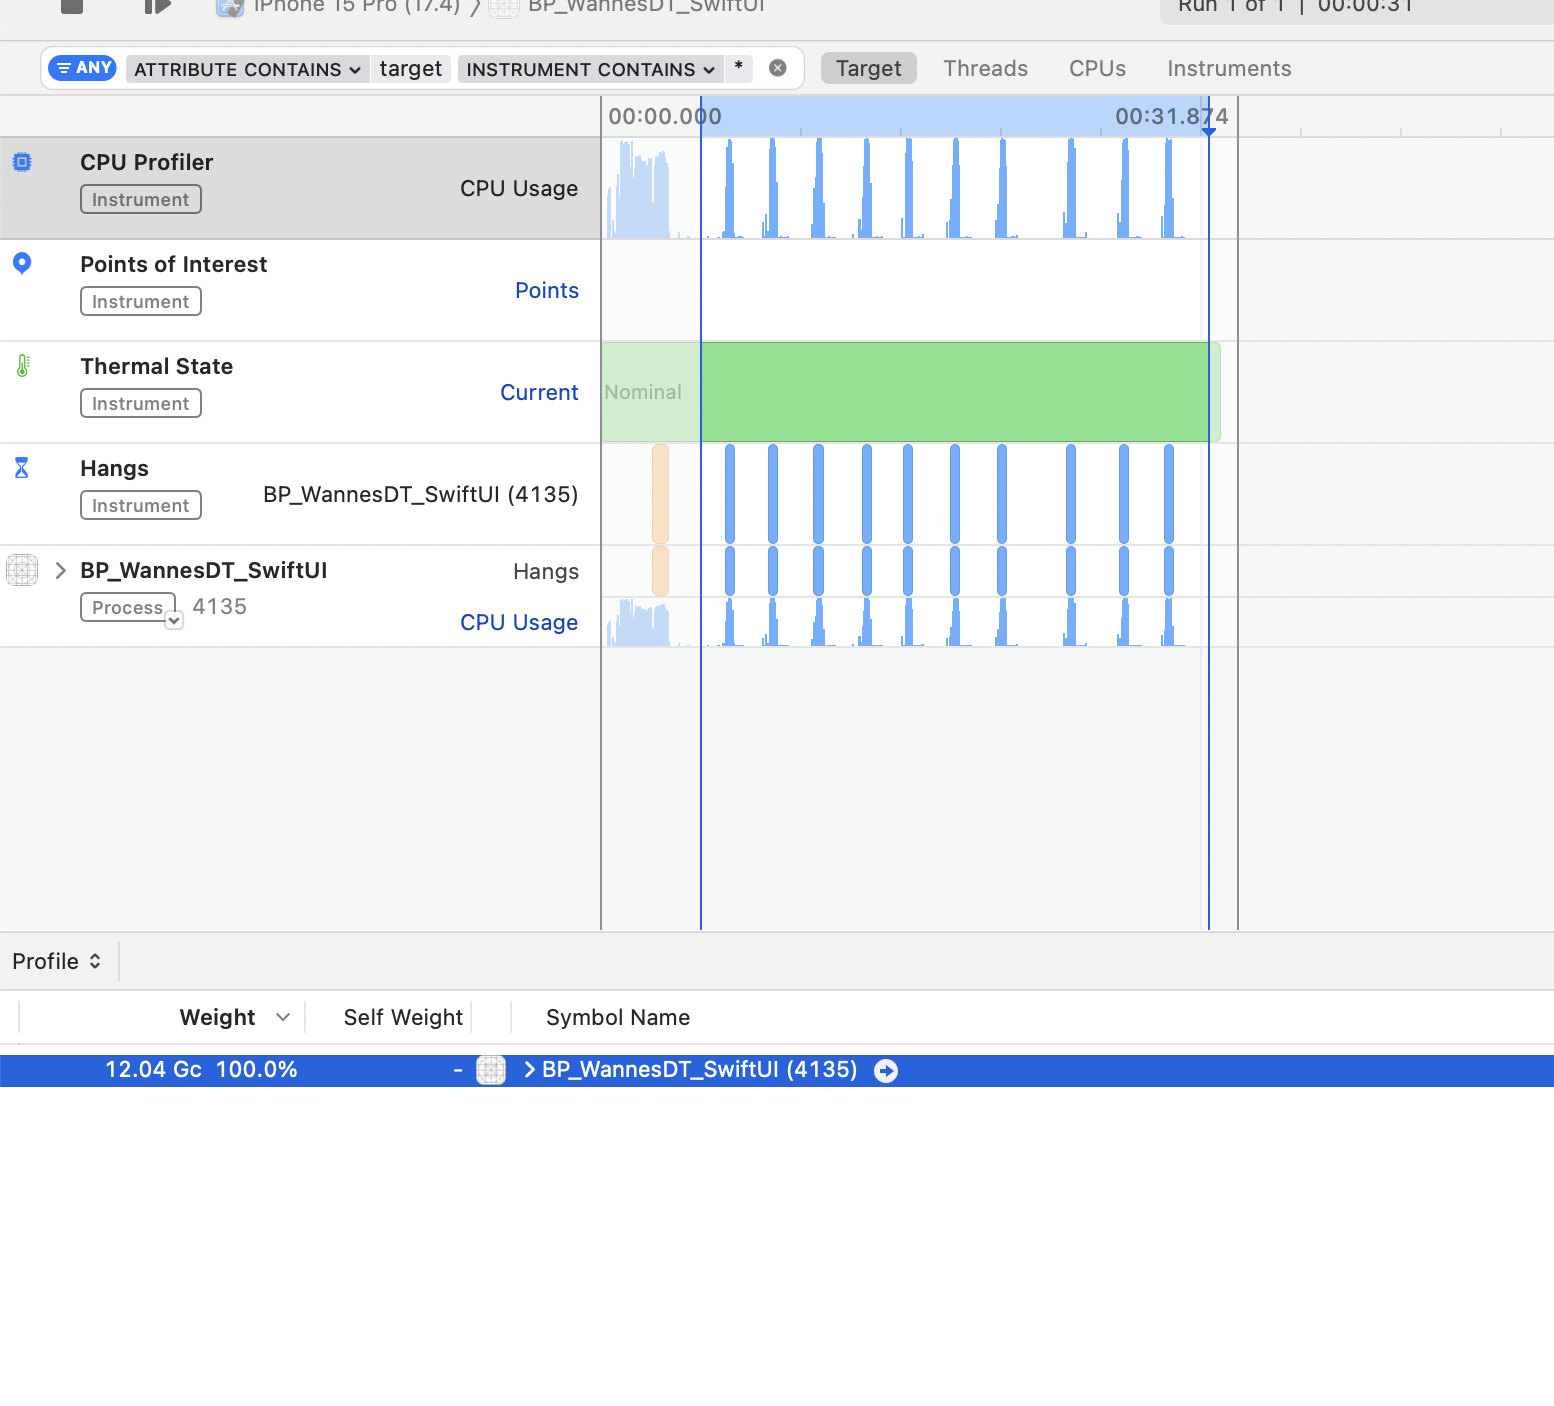 iPhone 15 Pro (17.4) BP_WannesDT_SwiftUI Run 1 of 1 | 00:00:31
ANY ATTRIBUTE CONTAINS target INSTRUMENT CONTAINS * Target Threads CPUs Instruments
00:00.000 00:31.874
CPU Profiler
Instrument
CPU Usage
Points of Interest
Instrument
Points
Thermal State
Instrument
Current
Nominal
Hangs
Instrument
BP_WannesDT_SwiftUI (4135)
BP_WannesDT_SwiftUI
Hangs
Process 4135
CPU Usage
Profile
Weight Self Weight Symbol Name
12.04 Gc 100.0% - BP_WannesDT_SwiftUI (4135)